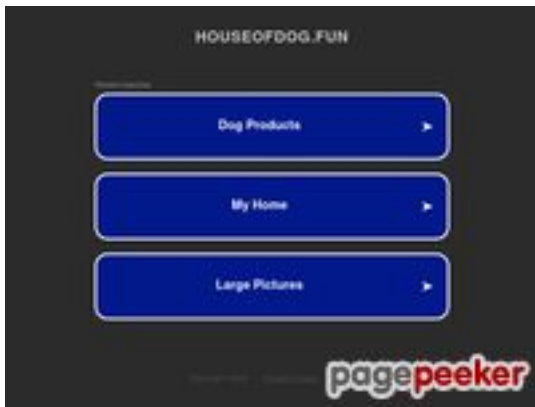 HOUSEOFDOG.FUN
Dog Products
➤
My Home
➤
Large Pictures
➤
pagepeeker